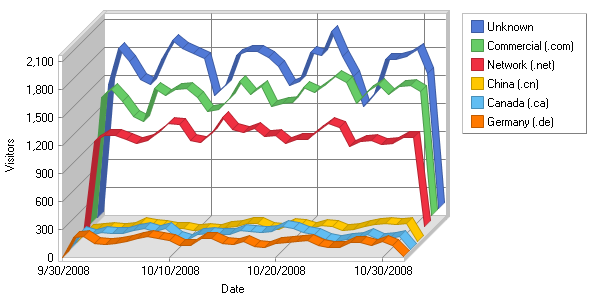 2,100
1,800
1,500
1,200
900
600
300
0
Visitors
9/30/2008
10/10/2008
10/20/2008
10/30/2008
Date
Unknown
Commercial (.com)
Network (.net)
China (.cn)
Canada (.ca)
Germany (.de)